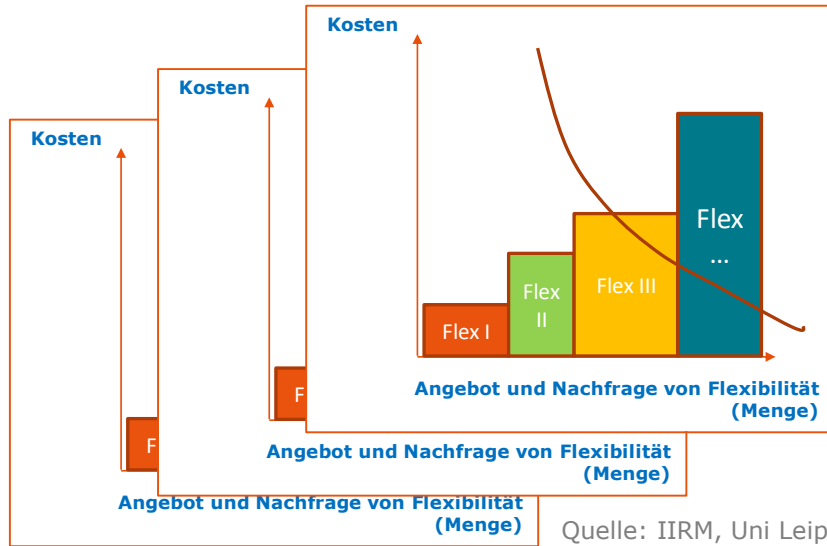 Kosten
Flex I
Flex
II
Flex III
Flex
...
Angebot und Nachfrage von Flexibilität
(Menge)
Kosten
F
Angebot und Nachfrage von Flexibilität
(Menge)
Kosten
F
Angebot und Nachfrage von Flexibilität
(Menge)
Quelle: IIRM, Uni Leip